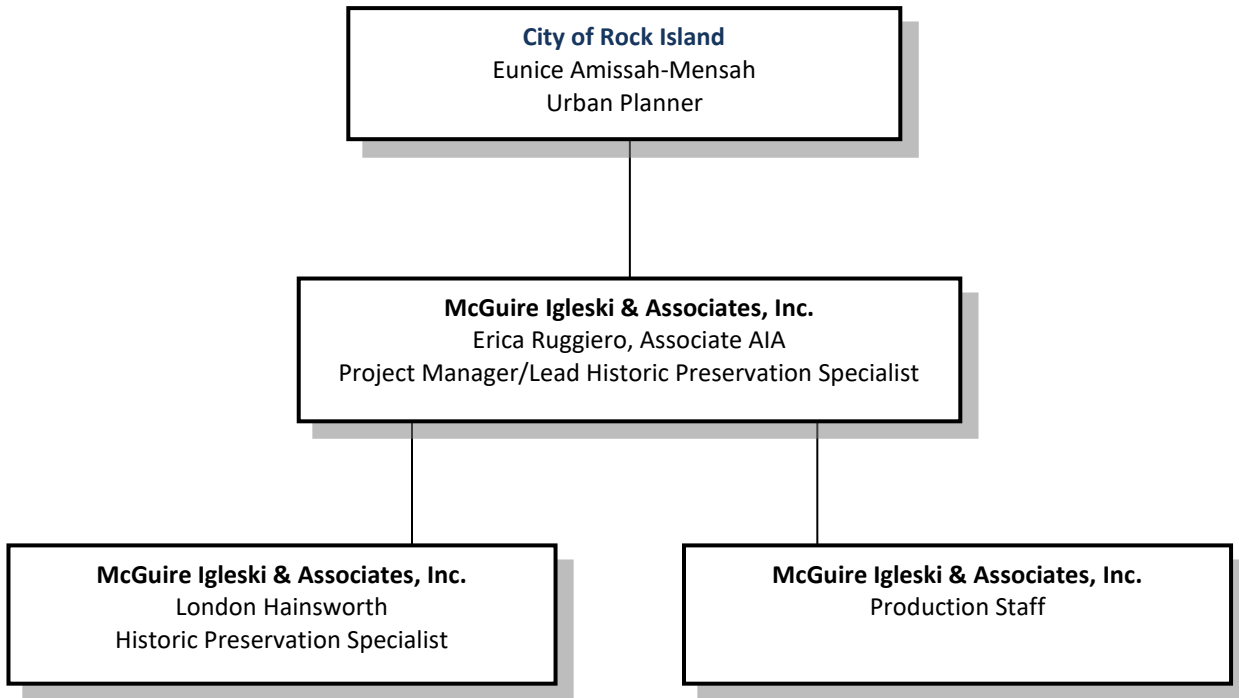 City of Rock Island
Eunice Amissah-Mensah
Urban Planner
McGuire Igleski & Associates, Inc.
Erica Ruggiero, Associate AIA
Project Manager/Lead Historic Preservation Specialist
McGuire Igleski & Associates, Inc.
London Hainsworth
Historic Preservation Specialist
McGuire Igleski & Associates, Inc.
Production Staff